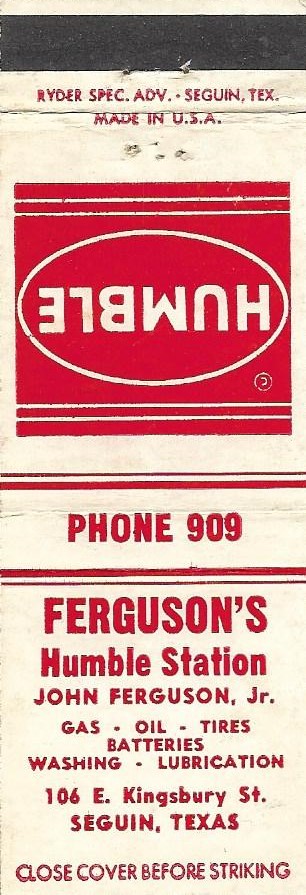 RYDER SPEC. ADV. - SEGUIN, TEX.
MADE IN U.S.A.
HUMBLE
©
PHONE 909
FERGUSON'S
Humble Station
JOHN FERGUSON, Jr.
GAS - OIL - TIRES
BATTERIES
WASHING - LUBRICATION
106 E. Kingsbury St.
SEGUIN, TEXAS
CLOSE COVER BEFORE STRIKING